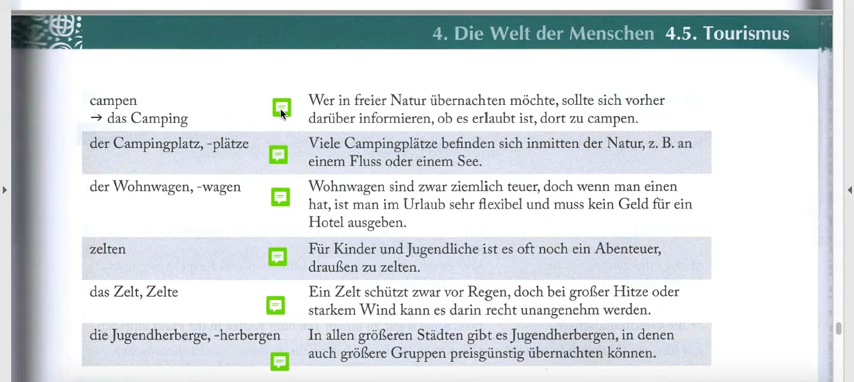 4. Die Welt der Menschen 4.5. Tourismus
campen
→ das Camping
Wer in freier Natur übernachten möchte, sollte sich vorher
darüber informieren, ob es erlaubt ist, dort zu campen.
der Campingplatz, -plätze
Viele Campingplätze befinden sich inmitten der Natur, z. B. an
einem Fluss oder einem See.
der Wohnwagen, -wagen
Wohnwagen sind zwar ziemlich teuer, doch wenn man einen
hat, ist man im Urlaub sehr flexibel und muss kein Geld für ein
Hotel ausgeben.
zelten
Für Kinder und Jugendliche ist es oft noch ein Abenteuer,
draußen zu zelten.
das Zelt, Zelte
Ein Zelt schützt zwar vor Regen, doch bei großer Hitze oder
starkem Wind kann es darin recht unangenehm werden.
die Jugendherberge, -herbergen
In allen größeren Städten gibt es Jugendherbergen, in denen
auch größere Gruppen preisgünstig übernachten können.